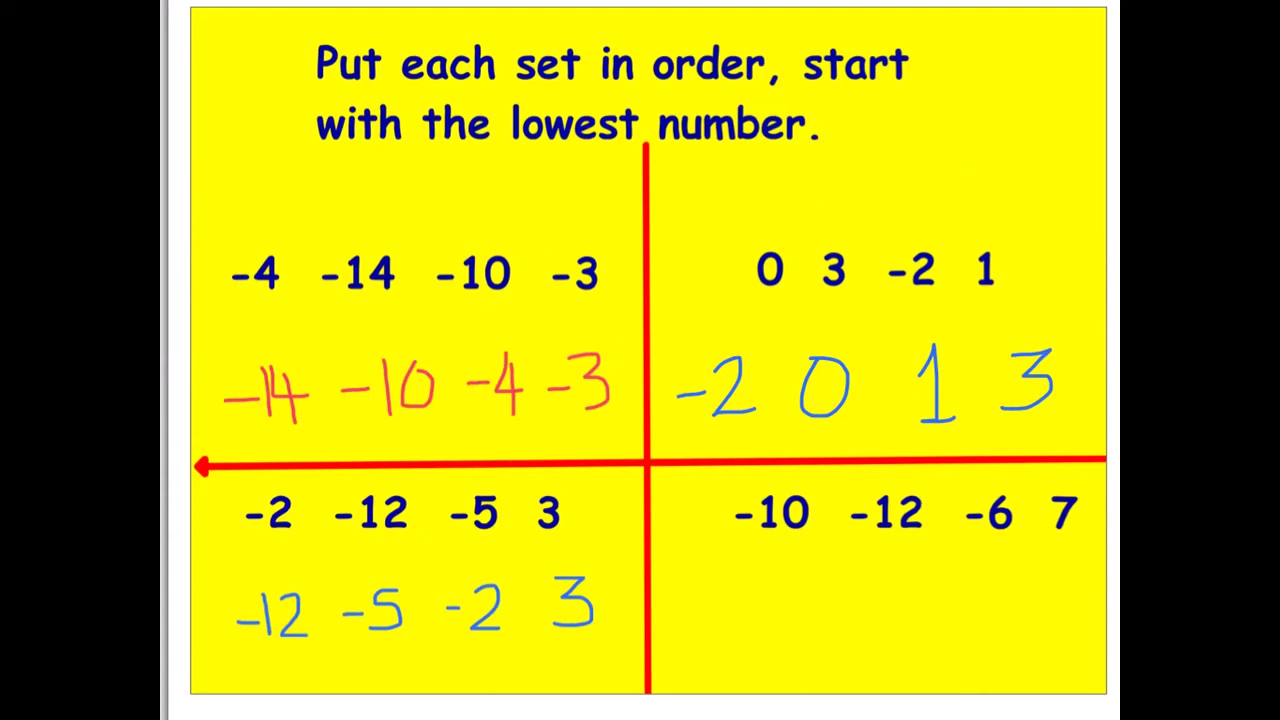 Put each set in order, start
with the lowest number.
-4 -14 -10 -3
-14 -10 -4 -3
0 3 -2 1
-2 0 1 3
-2 -12 -5 3
-12 -5 -2 3
-10 -12 -6 7